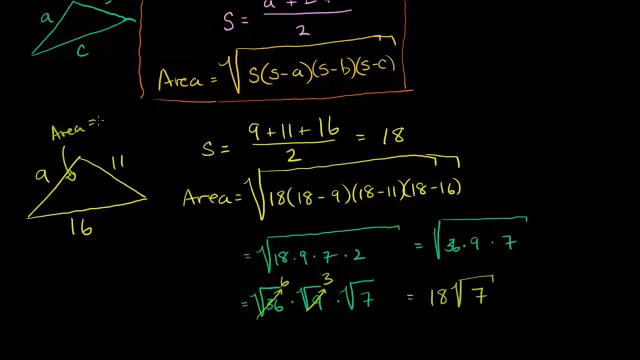 a
c
S = a + b +
2
Area = √S(s-a)(s-b)(s-c)
Area =
9
11
16
S = 9 + 11 + 16 / 2 = 18
Area = √18(18-9)(18-11)(18-16)
= √18·9·7·2 = √36·9·7
= √36 · √9 · √7 = 18√7
6 3